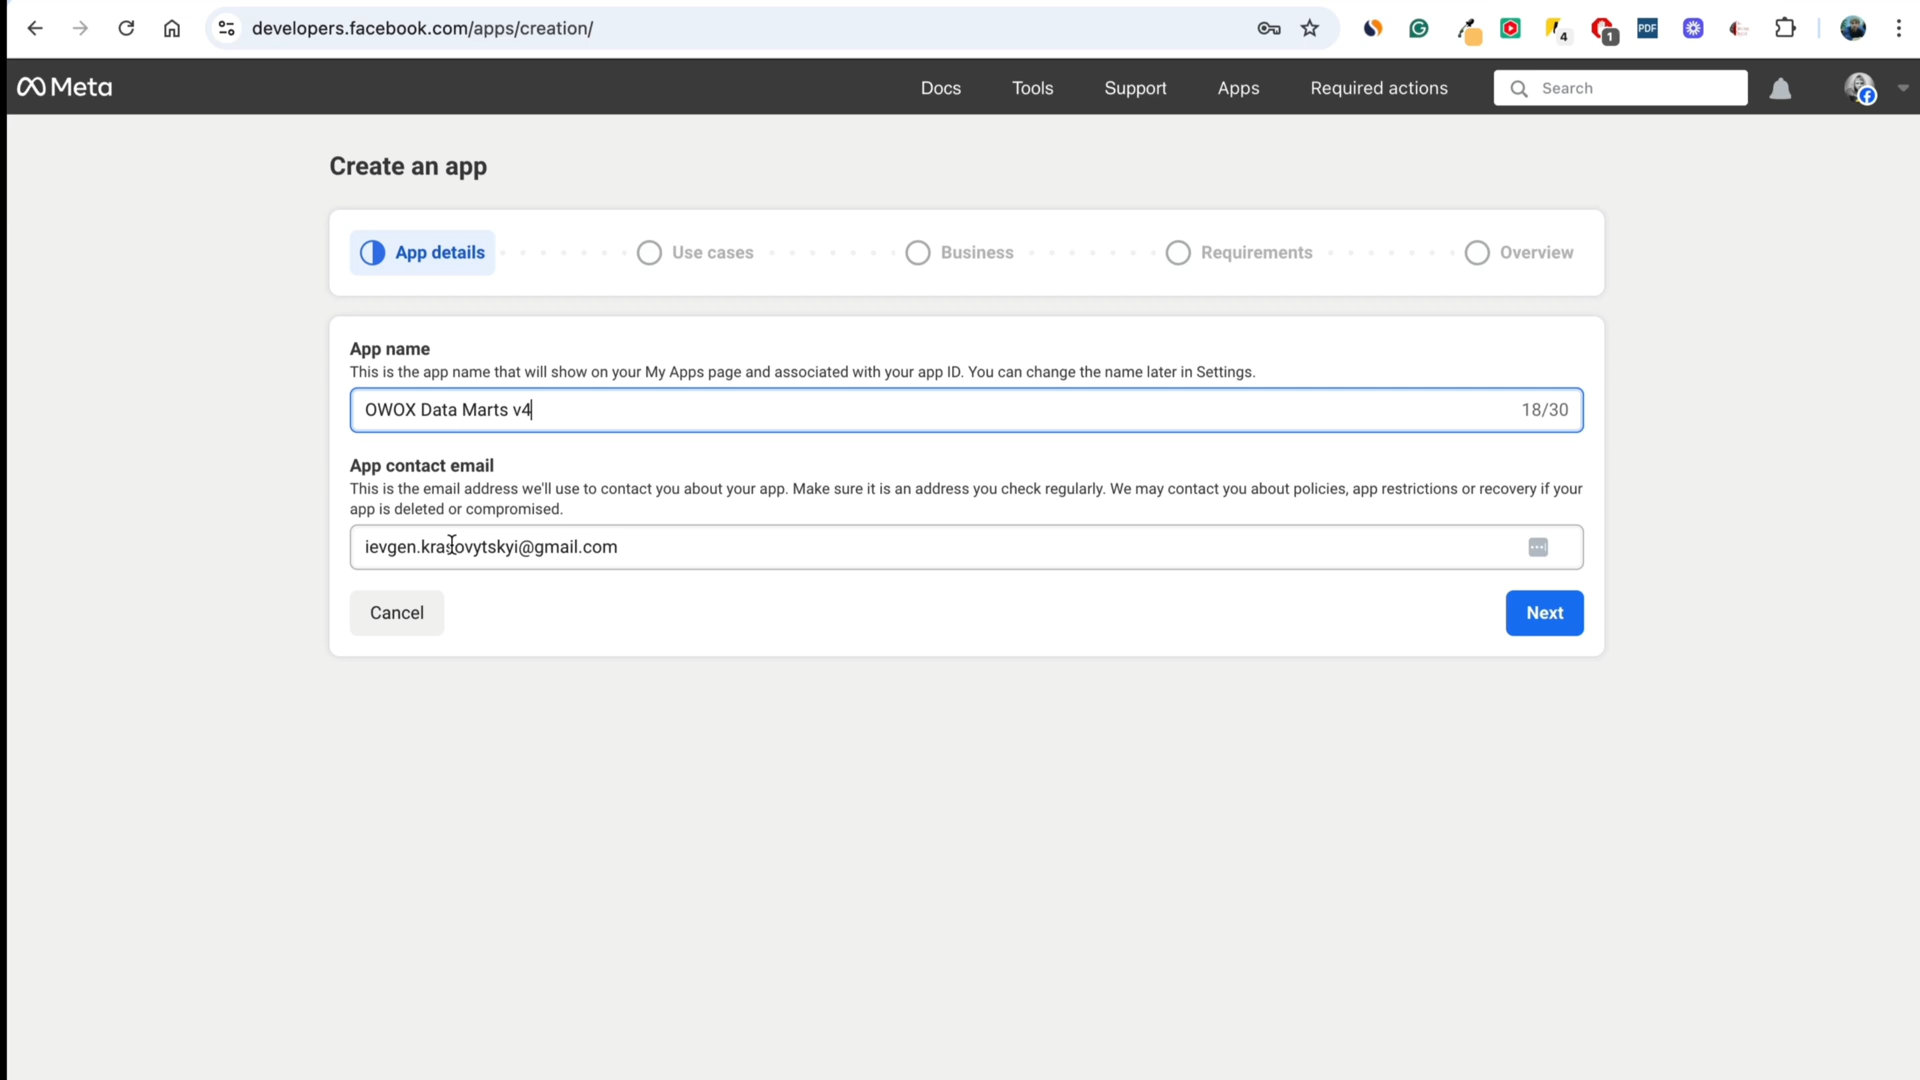 developers.facebook.com/apps/creation/
4
1
PDF
Meta
Docs
Tools
Support
Apps
Required actions
Search
Create an app
App details
Use cases
Business
Requirements
Overview
App name
This is the app name that will show on your My Apps page and associated with your app ID. You can change the name later in Settings.
OWOX Data Marts v4
18/30
App contact email
This is the email address we'll use to contact you about your app. Make sure it is an address you check regularly. We may contact you about policies, app restrictions or recovery if your
app is deleted or compromised.
ievgen.krasovytskyi@gmail.com
Cancel
Next